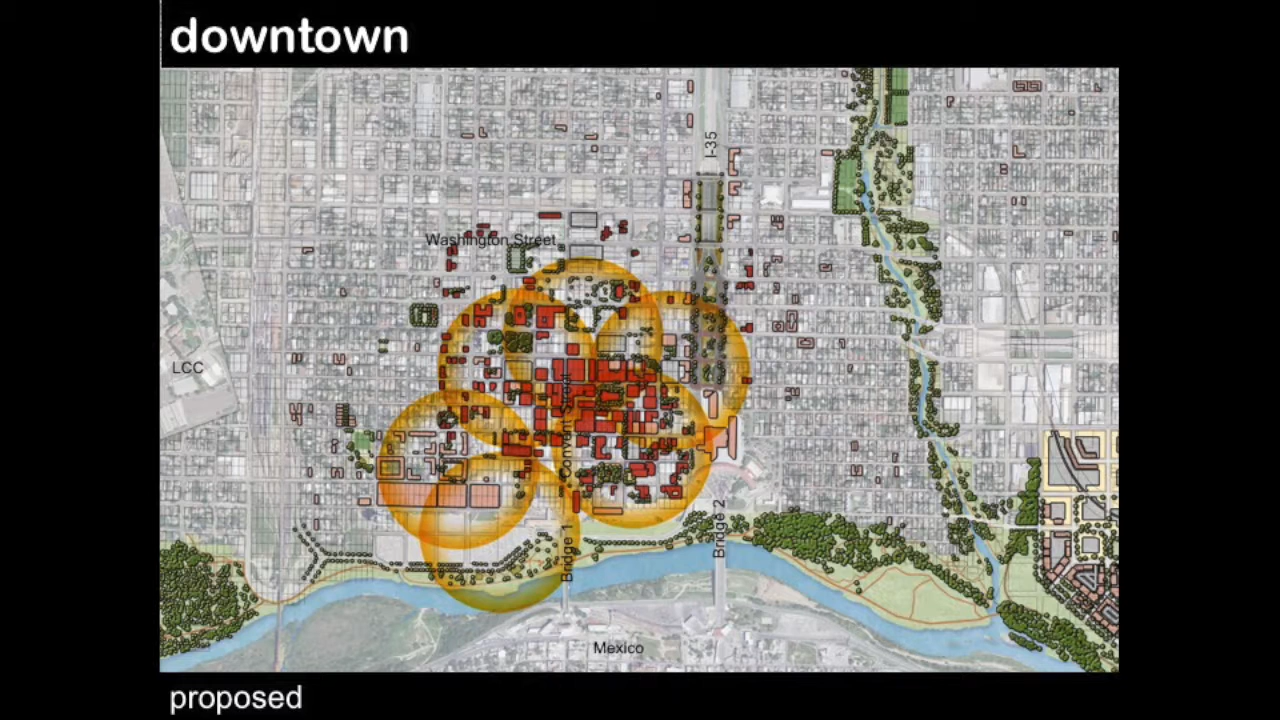 downtown
I-35
Washington Street
LCC
Convent Street
Bridge 2
Bridge 1
Mexico
proposed